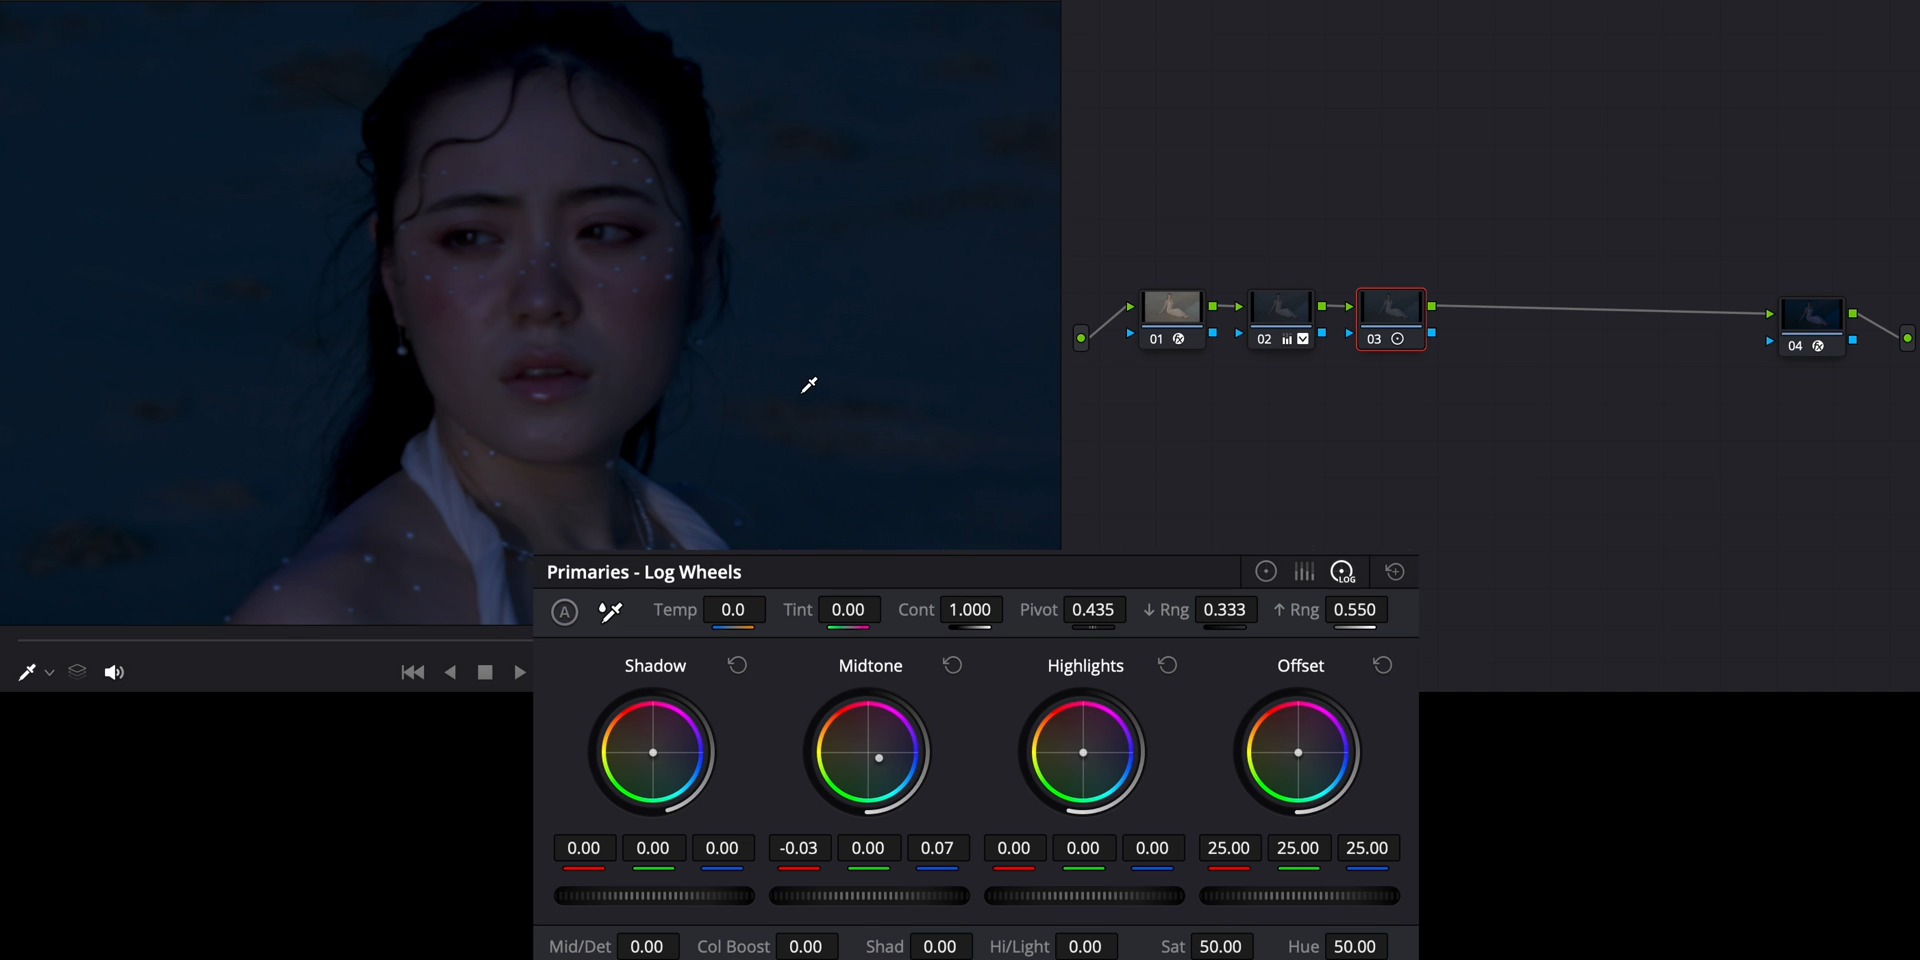 01
02
03
04
Primaries - Log Wheels
LOG
A
Temp 0.0 Tint 0.00 Cont 1.000 Pivot 0.435 ↓ Rng 0.333 ↑ Rng 0.550
Shadow Midtone Highlights Offset
0.00 0.00 0.00 -0.03 0.00 0.07 0.00 0.00 0.00 25.00 25.00 25.00
Mid/Det 0.00 Col Boost 0.00 Shad 0.00 Hi/Light 0.00 Sat 50.00 Hue 50.00